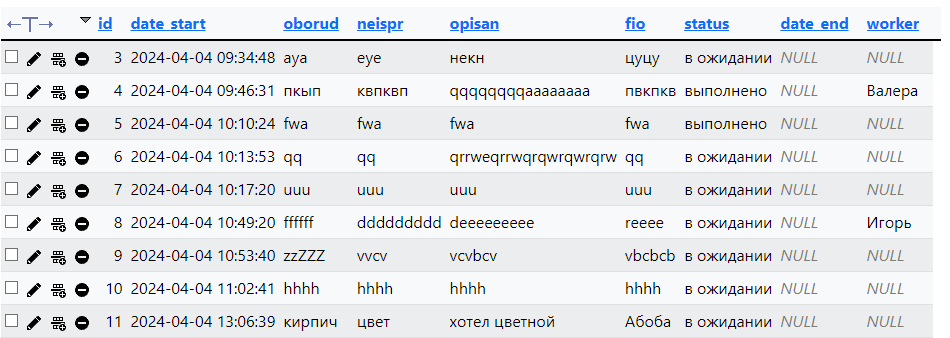 id date_start oborud neispr opisan fio status date_end worker
3 2024-04-04 09:34:48 aya eye некн цуцу в ожидании NULL NULL
4 2024-04-04 09:46:31 пкып квпквп qqqqqqqqaaaaaaaa пвкпкв выполнено NULL Валера
5 2024-04-04 10:10:24 fwa fwa fwa fwa выполнено NULL NULL
6 2024-04-04 10:13:53 qq qq qrrweqrrwqrqwrqwrqrw qq в ожидании NULL NULL
7 2024-04-04 10:17:20 uuu uuu uuu uuu в ожидании NULL NULL
8 2024-04-04 10:49:20 ffffff ddddddddd deeeeeeeee reeee в ожидании NULL Игорь
9 2024-04-04 10:53:40 zzZZZ vvcv vcvbcv vbcbcb в ожидании NULL NULL
10 2024-04-04 11:02:41 hhhh hhhh hhhh hhhh в ожидании NULL NULL
11 2024-04-04 13:06:39 кирпич цвет хотел цветной Абоба в ожидании NULL NULL